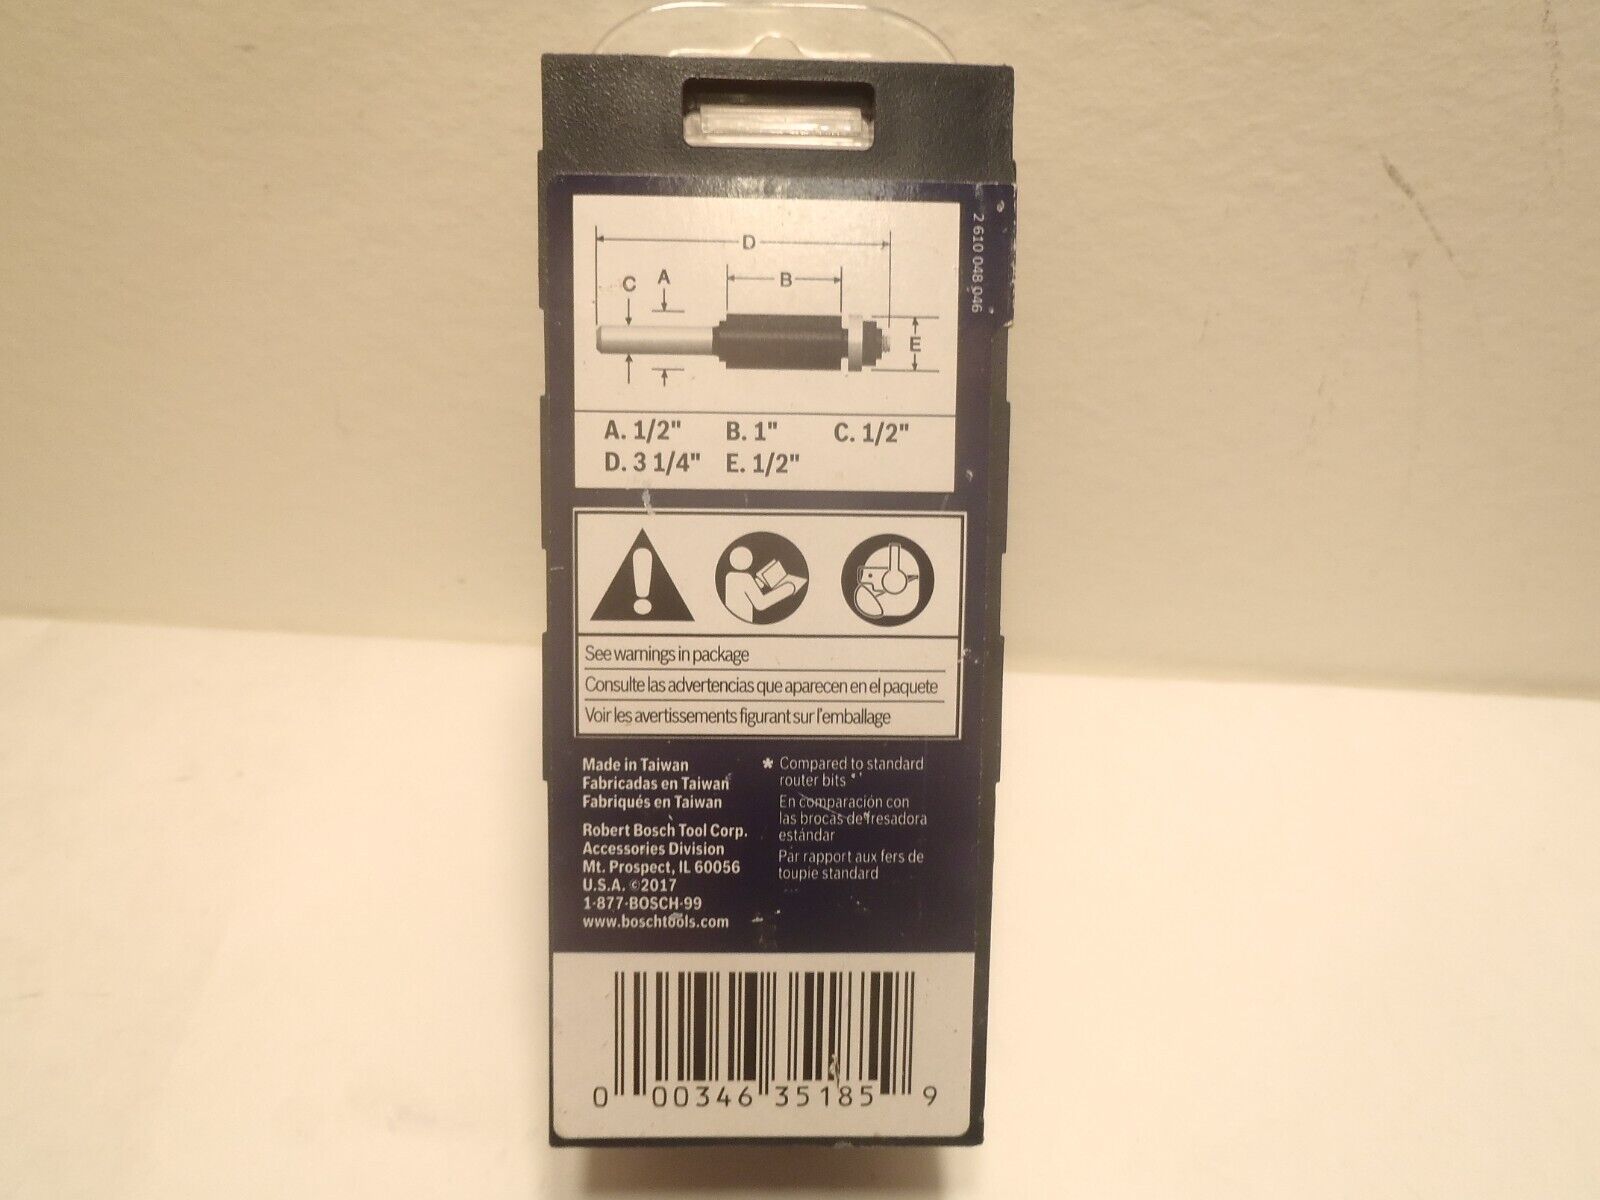 2 610 048 046
D
B
A
C
E
A. 1/2" B. 1" C. 1/2"
D. 3 1/4" E. 1/2"
See warnings in package
Consulte las advertencias que aparecen en el paquete
Voir les avertissements figurant sur l'emballage
Made in Taiwan
Fabricadas en Taiwan
Fabriqués en Taiwan
Robert Bosch Tool Corp.
Accessories Division
Mt. Prospect, IL 60056
U.S.A. ©2017
1-877-BOSCH-99
www.boschtools.com
* Compared to standard
router bits
En comparación con
las brocas de fresadora
estándar
Par rapport aux fers de
toupie standard
0 00346 35185 9